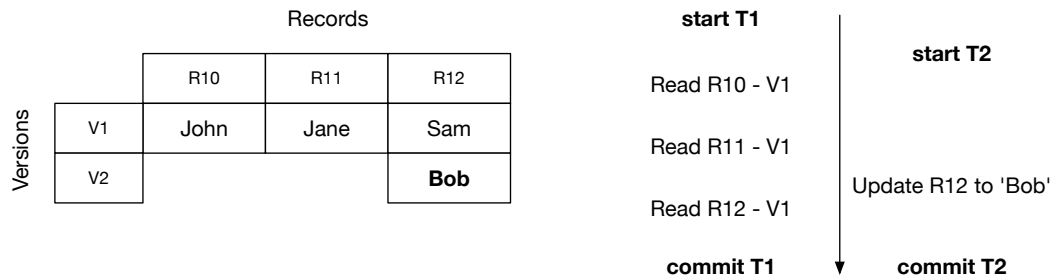 Records
R10 R11 R12
Versions
V1 John Jane Sam
V2 Bob
start T1
start T2
Read R10 - V1
Read R11 - V1
Update R12 to 'Bob'
Read R12 - V1
commit T1 commit T2